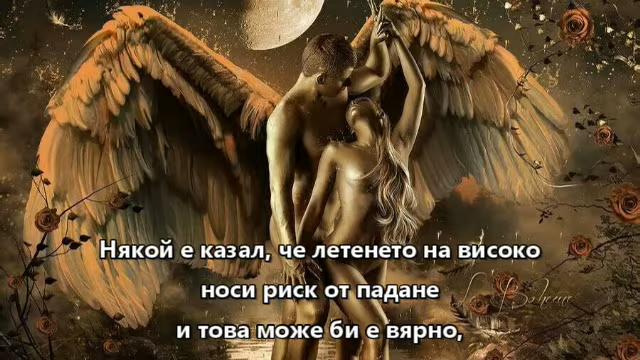 Някой е казал, че летенето на високо
носи риск от падане
и това може би е вярно,